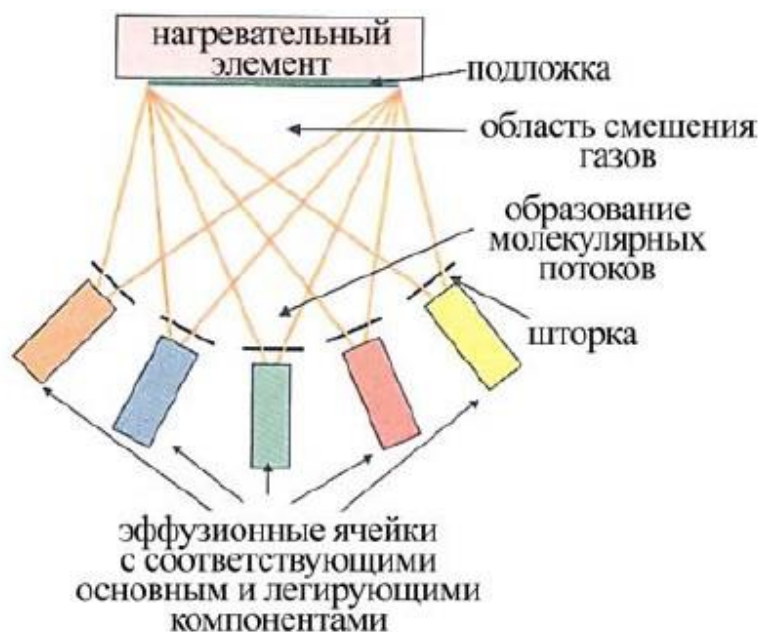 нагревательный
элемент
подложка
область смешения
газов
образование
молекулярных
потоков
шторка
эффузионные ячейки
с соответствующими
основным и легирующими
компонентами